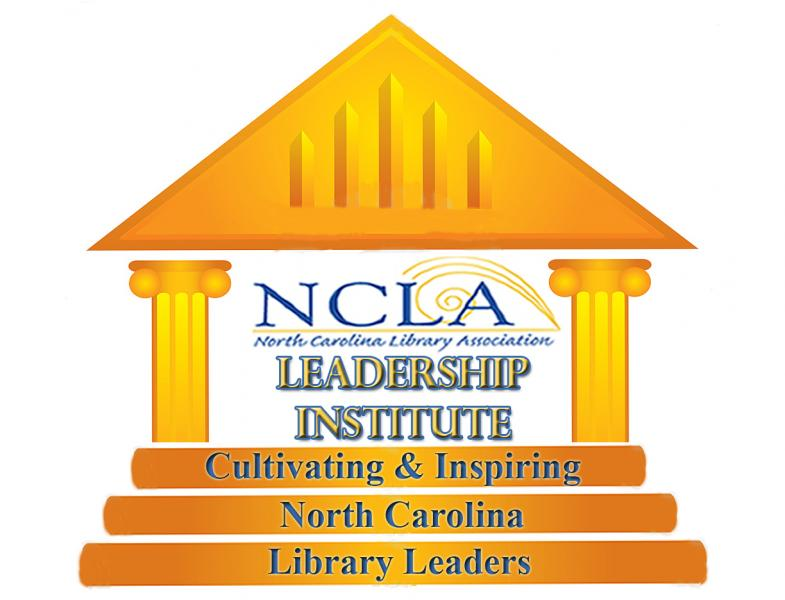 NCLA
North Carolina Library Association
LEADERSHIP
INSTITUTE
Cultivating & Inspiring
North Carolina
Library Leaders